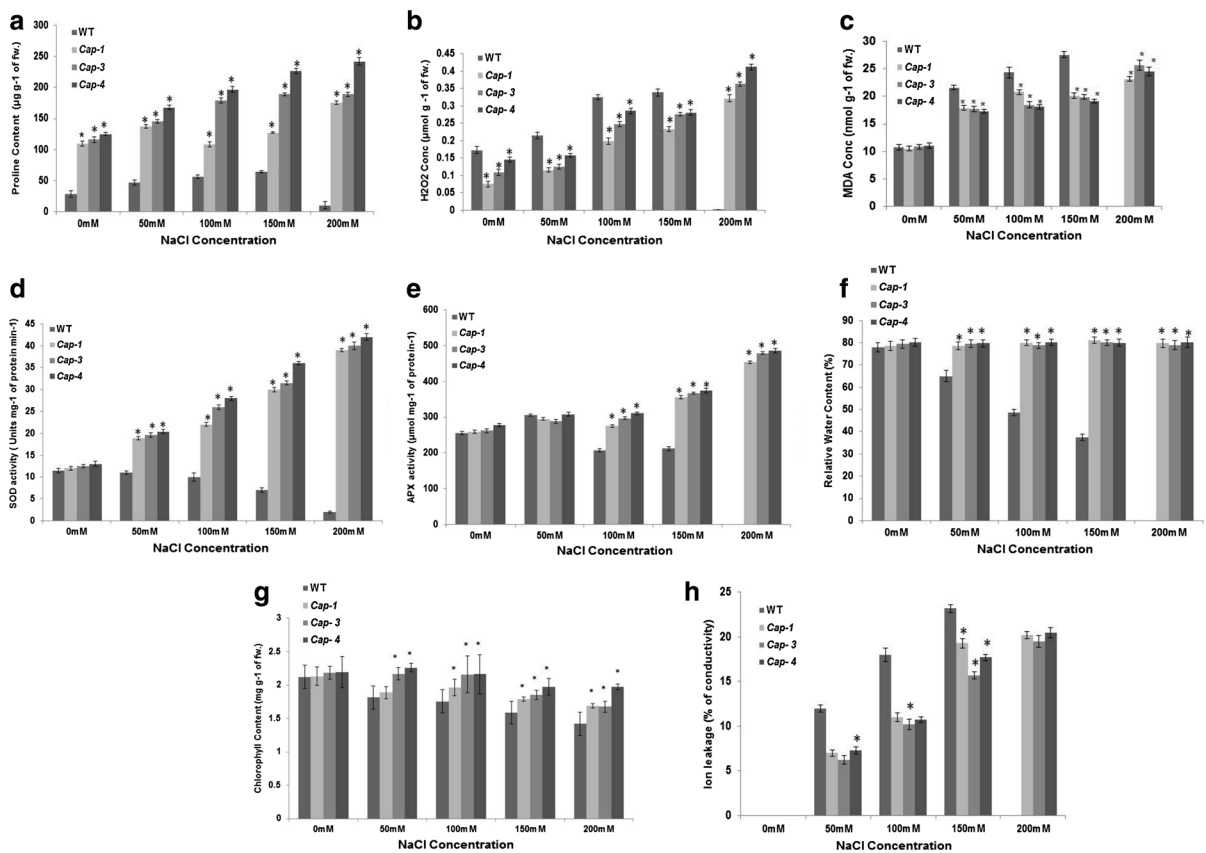 a
WT
Cap-1
Cap-3
Cap-4
Proline Content (µg g-1 of fw.)
300
250
200
150
100
50
0
* * *
* * *
* * *
* * *
* * *
0mM 50mM 100mM 150mM 200mM
NaCl Concentration
b
WT
Cap-1
Cap- 3
Cap- 4
H2O2 Conc (µmol g-1 of fw.)
0.45
0.4
0.35
0.3
0.25
0.2
0.15
0.1
0.05
0
* * *
* * *
* * *
* * *
* * *
0mM 50mM 100mM 150mM 200mM
NaCl Concentration
c
WT
Cap-1
Cap- 3
Cap- 4
MDA Conc (nmol g-1 of fw.)
30
25
20
15
10
5
0
* * *
* * *
* * *
* * *
0mM 50mM 100mM 150mM 200mM
NaCl Concentration
d
WT
Cap-1
Cap-3
Cap-4
SOD activity ( Units mg-1 of protein min-1)
45
40
35
30
25
20
15
10
5
0
* * *
* * *
* * *
* * *
0mM 50mM 100mM 150mM 200mM
NaCl Concentration
e
WT
Cap-1
Cap-3
Cap-4
APX activity (µmol mg-1 of protein-1)
600
500
400
300
200
100
0
* * *
* * *
* * *
0mM 50mM 100mM 150mM 200mM
NaCl Concentration
f
WT
Cap-1
Cap-3
Cap-4
Relative Water Content (%)
90
80
70
60
50
40
30
20
10
0
* * *
* * *
* * *
* * *
0mM 50mM 100mM 150mM 200mM
NaCl Concentration
g
WT
Cap-1
Cap- 3
Cap- 4
Chlorophyll Content (mg g-1 of fw.)
3
2.5
2
1.5
1
0.5
0
* *
* * *
* * *
* * *
0mM 50mM 100mM 150mM 200mM
NaCl Concentration
h
WT
Cap-1
Cap- 3
Cap- 4
Ion leakage (% of conductivity)
25
20
15
10
5
0
*
*
* * *
0mM 50mM 100mM 150mM 200mM
NaCl Concentration